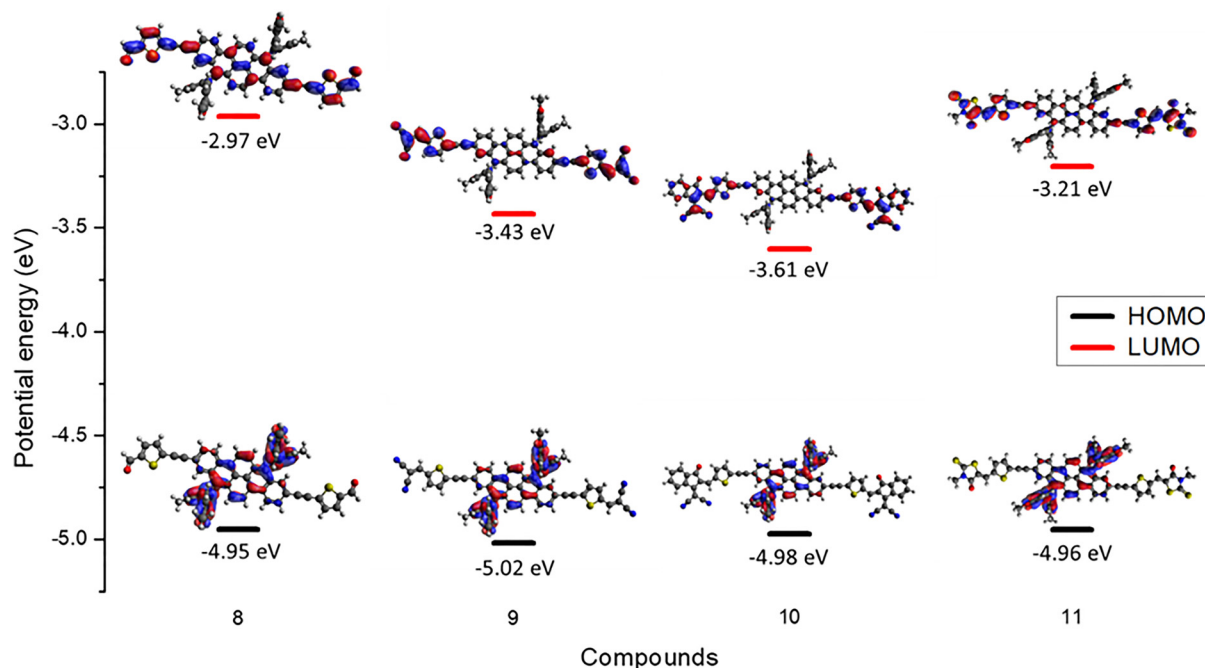 -2.97 eV
-3.43 eV
-3.61 eV
-3.21 eV
-3.0
-3.5
-4.0
-4.5
-5.0
Potential energy (eV)
HOMO
LUMO
-4.95 eV
-5.02 eV
-4.98 eV
-4.96 eV
8 9 10 11
Compounds